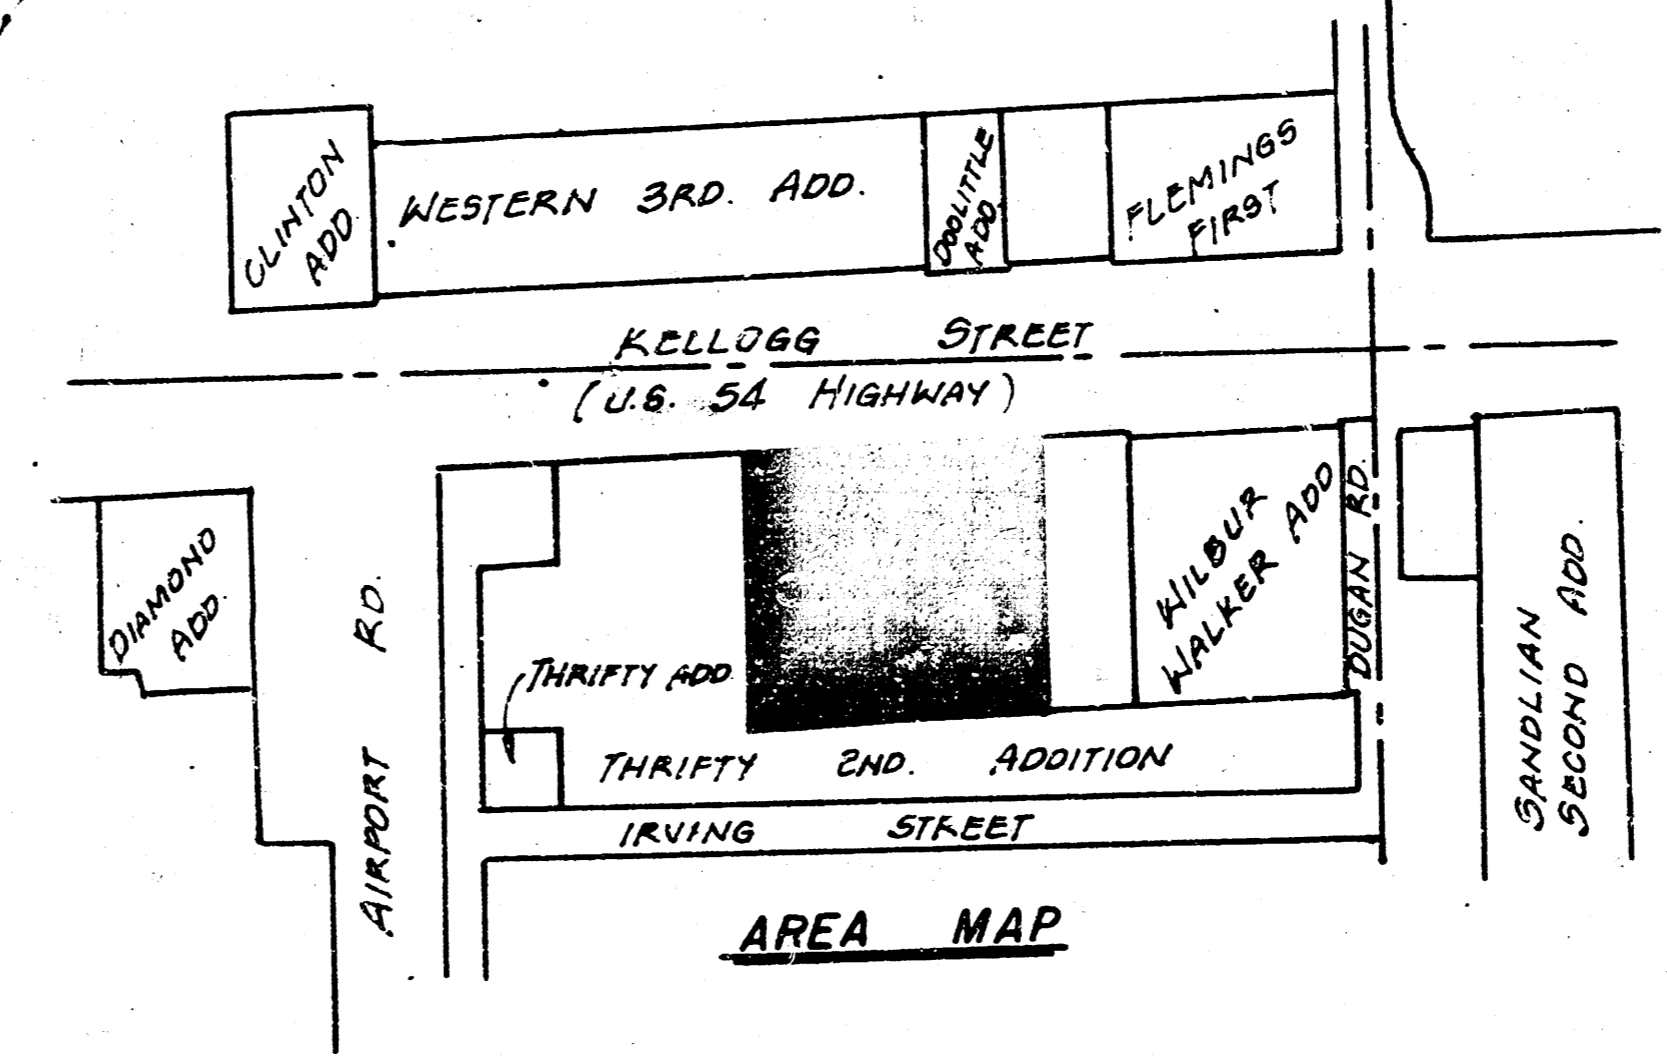 CLINTON
ADD.
WESTERN 3RD. ADD.
DOOLITTLE
ADD.
FLEMINGS
FIRST
KELLOGG STREET
(U.S. 54 HIGHWAY)
DIAMOND
ADD.
AIRPORT RD.
THRIFTY ADD.
WILBUR
WALKER ADD
DUGAN RD.
SANDLIAN
SECOND ADD.
THRIFTY 2ND. ADDITION
IRVING STREET
AREA MAP